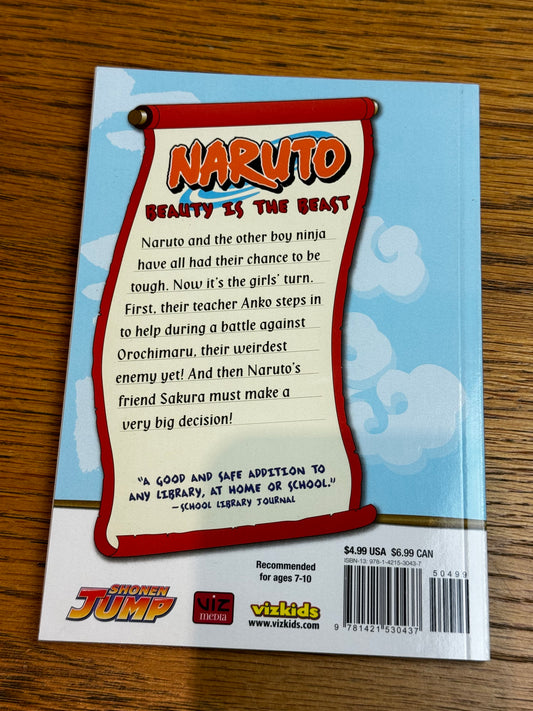 NARUTO
BEAUTY IS THE BEAST
Naruto and the other boy ninja
have all had their chance to be
tough. Now it's the girls' turn.
First, their teacher Anko steps in
to help during a battle against
Orochimaru, their weirdest
enemy yet! And then Naruto's
friend Sakura must make a
very big decision!
"A GOOD AND SAFE ADDITION TO
ANY LIBRARY, AT HOME OR SCHOOL."
—SCHOOL LIBRARY JOURNAL
SHONEN
JUMP
VIZ
media
Recommended
for ages 7-10
vizkids
www.vizkids.com
$4.99 USA $6.99 CAN
ISBN-13: 978-1-4215-3043-7
50499
9 781421 530437